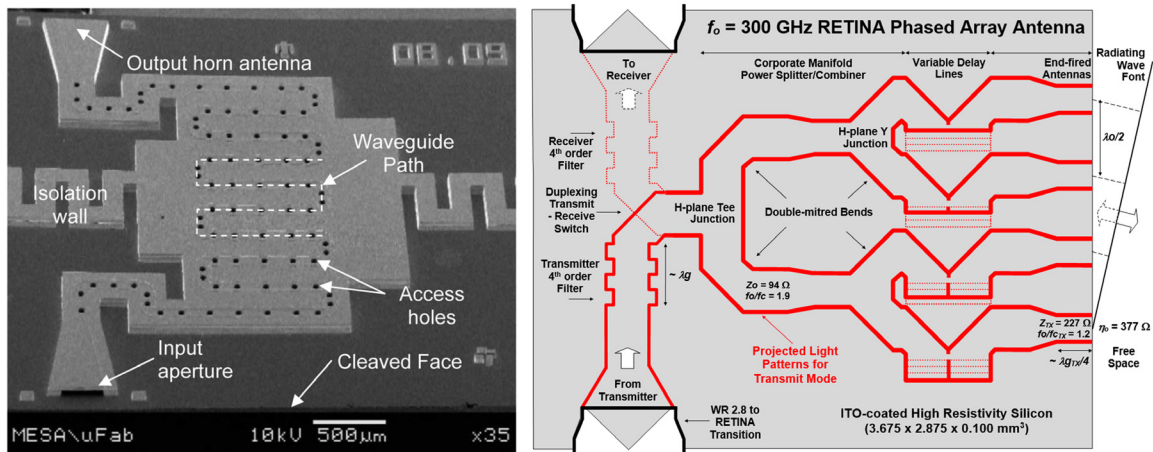 Output horn antenna
08.09
Waveguide
Path
Isolation
wall
Access
holes
Input
aperture
Cleaved Face
MESA\uFab
10kV
500µm
x35
fo = 300 GHz RETINA Phased Array Antenna
To
Receiver
Corporate Manifold
Power Splitter/Combiner
Variable Delay
Lines
End-fired
Antennas
Radiating
Wave
Font
Receiver
4th order
Filter
H-plane Y
Junction
λo/2
Duplexing
Transmit
- Receive
Switch
H-plane Tee
Junction
Double-mitred Bends
Transmitter
4th order
Filter
~ λg
Zo = 94 Ω
fo/fc = 1.9
ZTX = 227 Ω
fo/fcTX = 1.2
ηo = 377 Ω
Projected Light
Patterns for
Transmit Mode
~ λgTX/4
Free
Space
From
Transmitter
WR 2.8 to
RETINA
Transition
ITO-coated High Resistivity Silicon
(3.675 x 2.875 x 0.100 mm3)